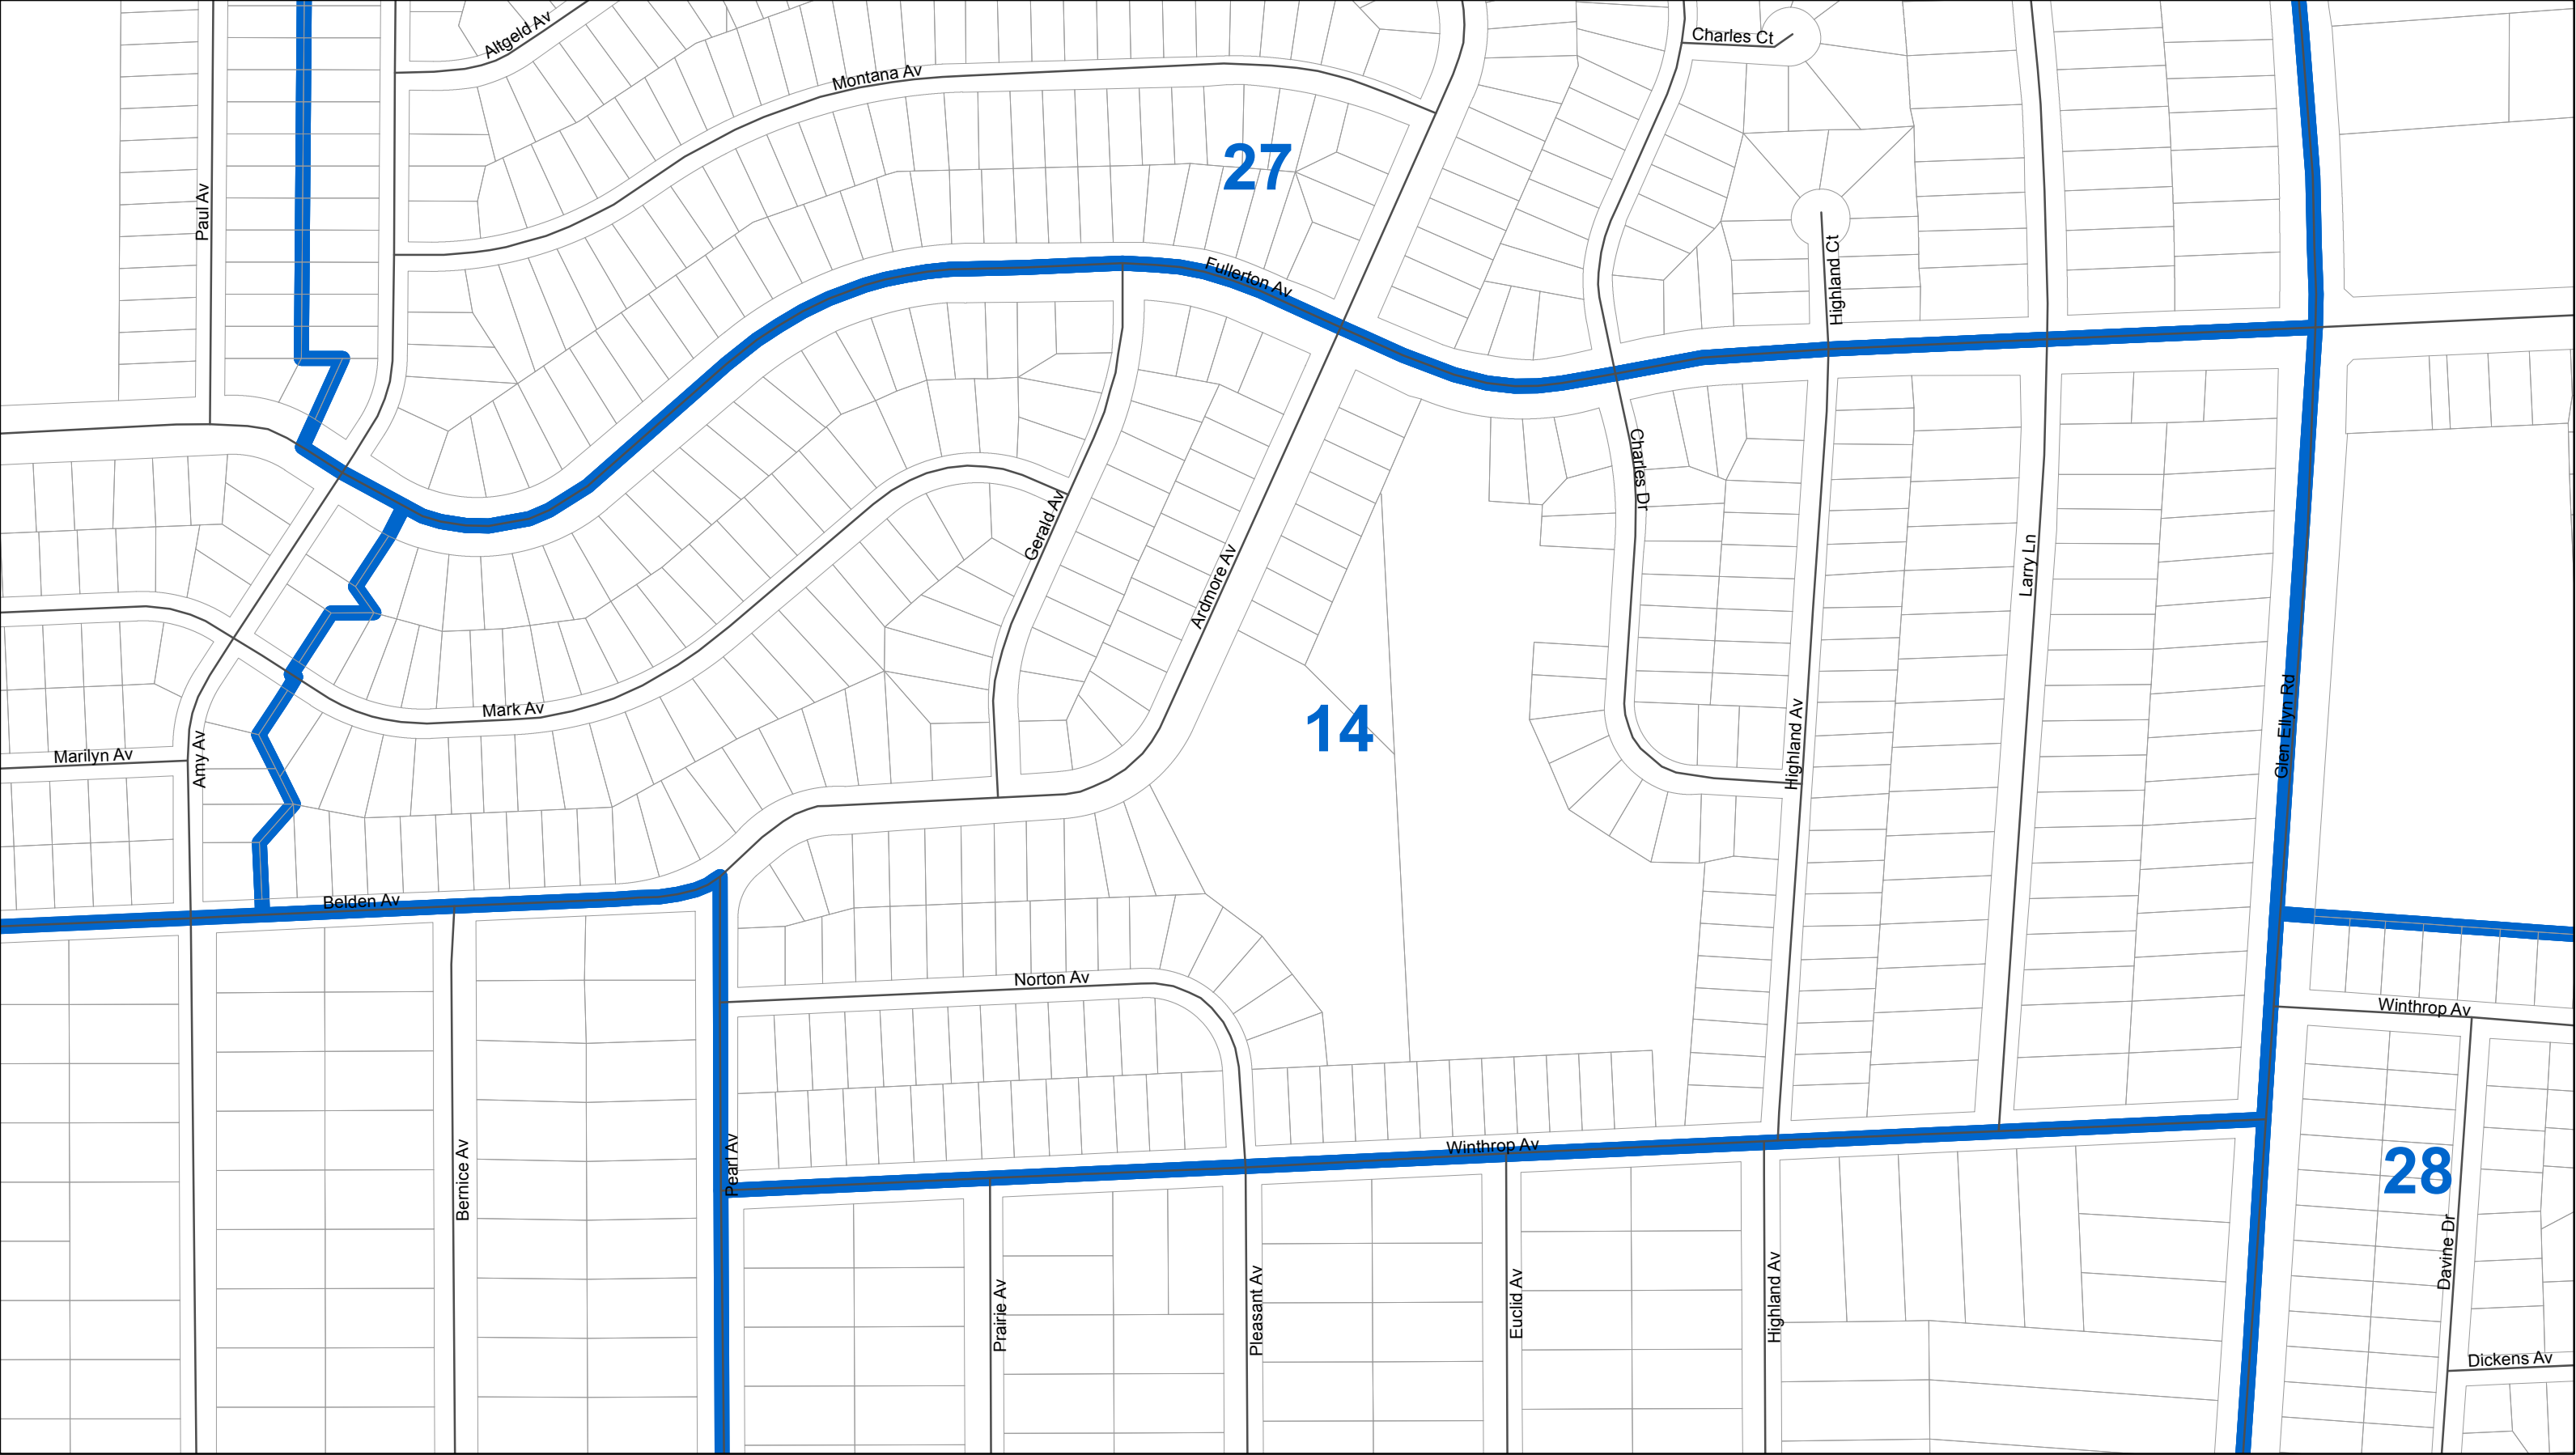 Altgeld Av
Charles Ct
Montana Av
27
Paul Av
Highland Ct
Fullerton Av
Charles Dr
Gerald Av
Ardmore Av
Larry Ln
Mark Av
14
Glen Ellyn Rd
Highland Av
Marilyn Av
Amy Av
Belden Av
Norton Av
Winthrop Av
Winthrop Av
Pearl Av
Bernice Av
28
Davine Dr
Prairie Av
Pleasant Av
Euclid Av
Highland Av
Dickens Av